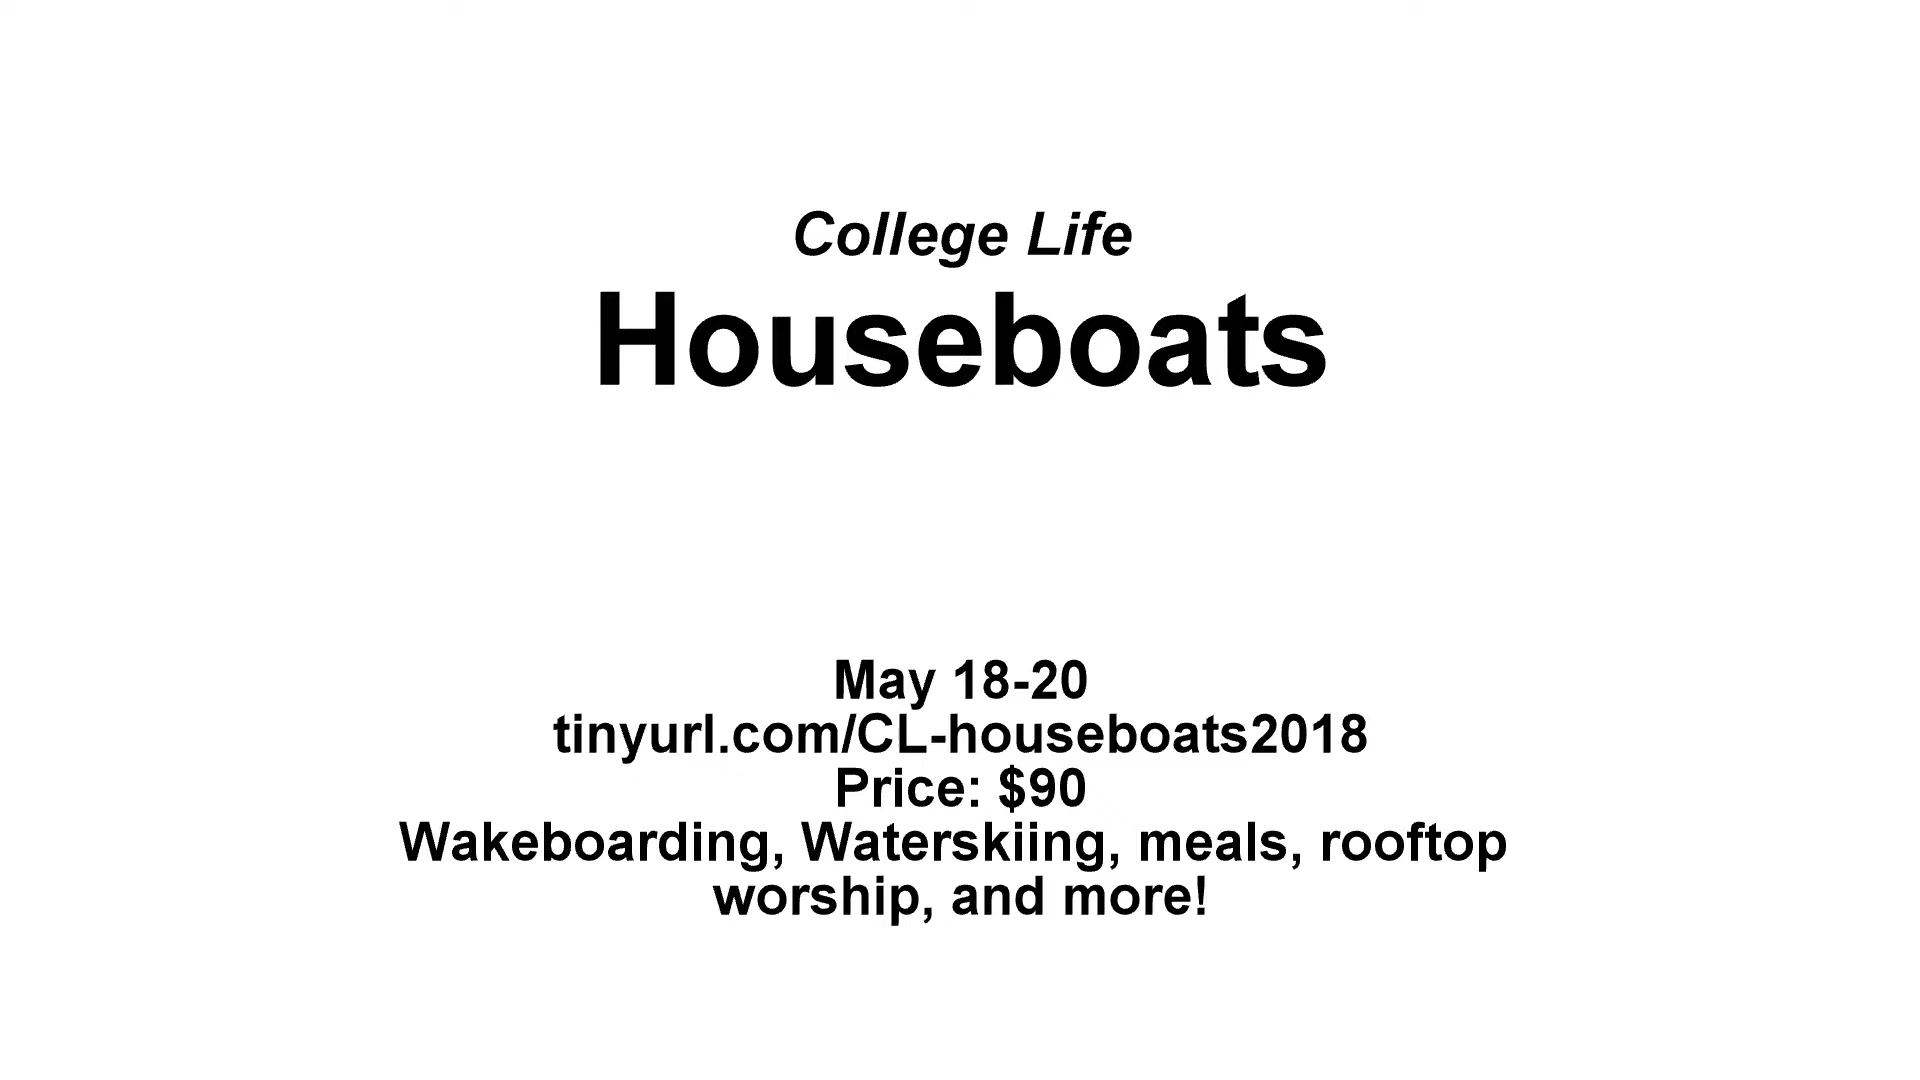 College Life
Houseboats
May 18-20
tinyurl.com/CL-houseboats2018
Price: $90
Wakeboarding, Waterskiing, meals, rooftop
worship, and more!